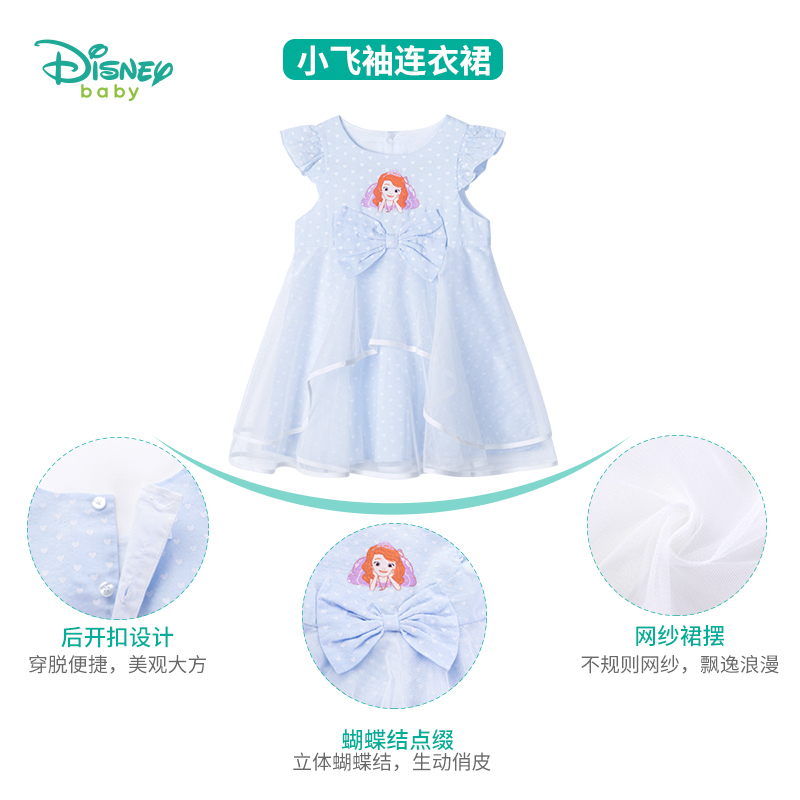 Disney
baby
小飞袖连衣裙
后开扣设计
穿脱便捷，美观大方
网纱裙摆
不规则网纱，飘逸浪漫
蝴蝶结点缀
立体蝴蝶结，生动俏皮